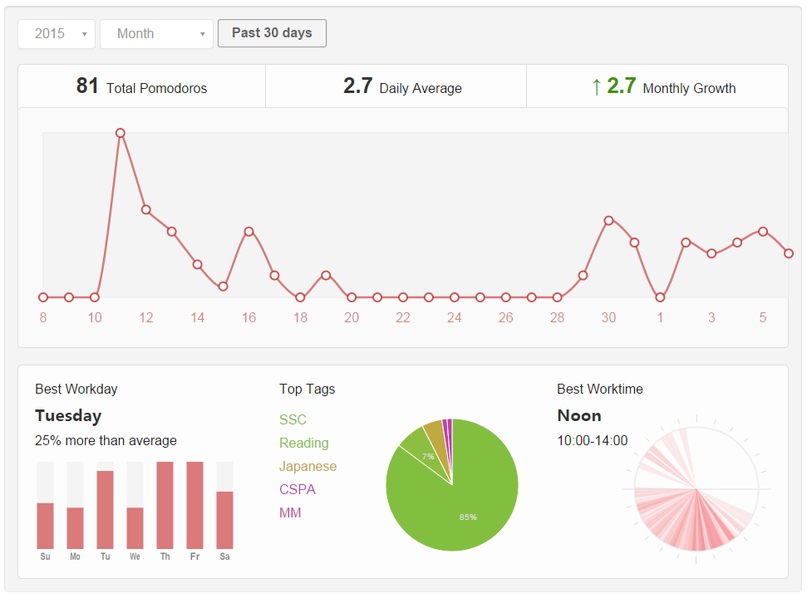 2015 Month Past 30 days
81 Total Pomodoros 2.7 Daily Average ↑ 2.7 Monthly Growth
8 10 12 14 16 18 20 22 24 26 28 30 1 3 5
Best Workday
Tuesday
25% more than average
Su Mo Tu We Th Fr Sa
Top Tags
SSC
Reading
Japanese
CSPA
MM
7%
85%
Best Worktime
Noon
10:00-14:00